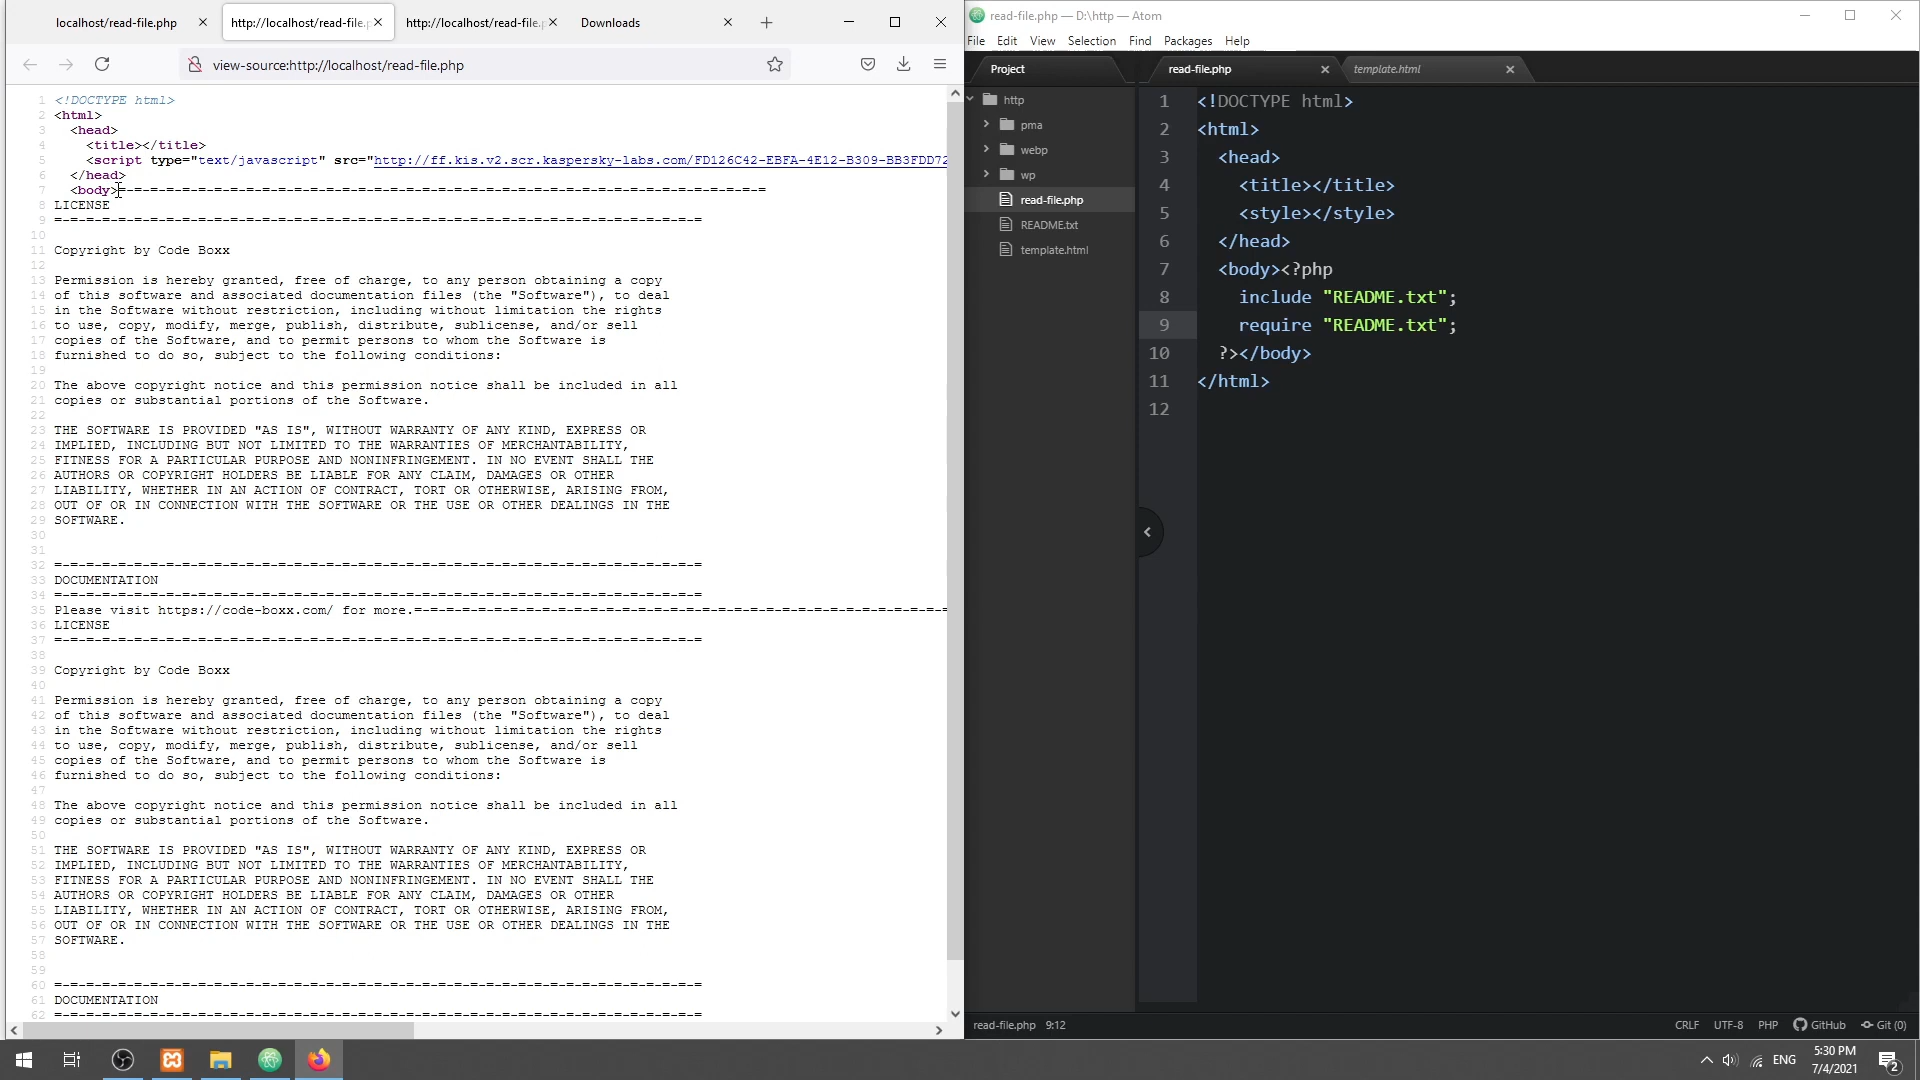 localhost/read-file.php
http://localhost/read-file.p
http://localhost/read-file.p
Downloads
view-source:http://localhost/read-file.php
1 <!DOCTYPE html>
2 <html>
3 <head>
4 <title></title>
5 <script type="text/javascript" src="http://ff.kis.v2.scr.kaspersky-labs.com/FD126C42-EBFA-4E12-B309-BB3FDD72
6 </head>
7 <body>=-=-=-=-=-=-=-=-=-=-=-=-=-=-=-=-=-=-=-=-=-=-=-=-=-=-=-=-=-=-=-=-=-=-=-=-=-=-=-=-=
8 LICENSE
9 =-=-=-=-=-=-=-=-=-=-=-=-=-=-=-=-=-=-=-=-=-=-=-=-=-=-=-=-=-=-=-=-=-=-=-=-=-=-=-=-=
10
11 Copyright by Code Boxx
12
13 Permission is hereby granted, free of charge, to any person obtaining a copy
14 of this software and associated documentation files (the "Software"), to deal
15 in the Software without restriction, including without limitation the rights
16 to use, copy, modify, merge, publish, distribute, sublicense, and/or sell
17 copies of the Software, and to permit persons to whom the Software is
18 furnished to do so, subject to the following conditions:
19
20 The above copyright notice and this permission notice shall be included in all
21 copies or substantial portions of the Software.
22
23 THE SOFTWARE IS PROVIDED "AS IS", WITHOUT WARRANTY OF ANY KIND, EXPRESS OR
24 IMPLIED, INCLUDING BUT NOT LIMITED TO THE WARRANTIES OF MERCHANTABILITY,
25 FITNESS FOR A PARTICULAR PURPOSE AND NONINFRINGEMENT. IN NO EVENT SHALL THE
26 AUTHORS OR COPYRIGHT HOLDERS BE LIABLE FOR ANY CLAIM, DAMAGES OR OTHER
27 LIABILITY, WHETHER IN AN ACTION OF CONTRACT, TORT OR OTHERWISE, ARISING FROM,
28 OUT OF OR IN CONNECTION WITH THE SOFTWARE OR THE USE OR OTHER DEALINGS IN THE
29 SOFTWARE.
30
31
32 =-=-=-=-=-=-=-=-=-=-=-=-=-=-=-=-=-=-=-=-=-=-=-=-=-=-=-=-=-=-=-=-=-=-=-=-=-=-=-=-=
33 DOCUMENTATION
34 =-=-=-=-=-=-=-=-=-=-=-=-=-=-=-=-=-=-=-=-=-=-=-=-=-=-=-=-=-=-=-=-=-=-=-=-=-=-=-=-=
35 Please visit https://code-boxx.com/ for more.=-=-=-=-=-=-=-=-=-=-=-=-=-=-=-=-=-=-=-=-=-=-=-=-=-=-=-=-=-=-=-=-=-=
36 LICENSE
37 =-=-=-=-=-=-=-=-=-=-=-=-=-=-=-=-=-=-=-=-=-=-=-=-=-=-=-=-=-=-=-=-=-=-=-=-=-=-=-=-=
38
39 Copyright by Code Boxx
40
41 Permission is hereby granted, free of charge, to any person obtaining a copy
42 of this software and associated documentation files (the "Software"), to deal
43 in the Software without restriction, including without limitation the rights
44 to use, copy, modify, merge, publish, distribute, sublicense, and/or sell
45 copies of the Software, and to permit persons to whom the Software is
46 furnished to do so, subject to the following conditions:
47
48 The above copyright notice and this permission notice shall be included in all
49 copies or substantial portions of the Software.
50
51 THE SOFTWARE IS PROVIDED "AS IS", WITHOUT WARRANTY OF ANY KIND, EXPRESS OR
52 IMPLIED, INCLUDING BUT NOT LIMITED TO THE WARRANTIES OF MERCHANTABILITY,
53 FITNESS FOR A PARTICULAR PURPOSE AND NONINFRINGEMENT. IN NO EVENT SHALL THE
54 AUTHORS OR COPYRIGHT HOLDERS BE LIABLE FOR ANY CLAIM, DAMAGES OR OTHER
55 LIABILITY, WHETHER IN AN ACTION OF CONTRACT, TORT OR OTHERWISE, ARISING FROM,
56 OUT OF OR IN CONNECTION WITH THE SOFTWARE OR THE USE OR OTHER DEALINGS IN THE
57 SOFTWARE.
58
59
60 =-=-=-=-=-=-=-=-=-=-=-=-=-=-=-=-=-=-=-=-=-=-=-=-=-=-=-=-=-=-=-=-=-=-=-=-=-=-=-=-=
61 DOCUMENTATION
62 =-=-=-=-=-=-=-=-=-=-=-=-=-=-=-=-=-=-=-=-=-=-=-=-=-=-=-=-=-=-=-=-=-=-=-=-=-=-=-=-=
read-file.php — D:\http — Atom
File Edit View Selection Find Packages Help
Project
http
pma
webp
wp
read-file.php
README.txt
template.html
read-file.php
template.html
1 <!DOCTYPE html>
2 <html>
3 <head>
4 <title></title>
5 <style></style>
6 </head>
7 <body><?php
8 include "README.txt";
9 require "README.txt";
10 ?></body>
11 </html>
12
read-file.php 9:12
CRLF UTF-8 PHP GitHub Git (0)
ENG
5:30 PM
7/4/2021
2